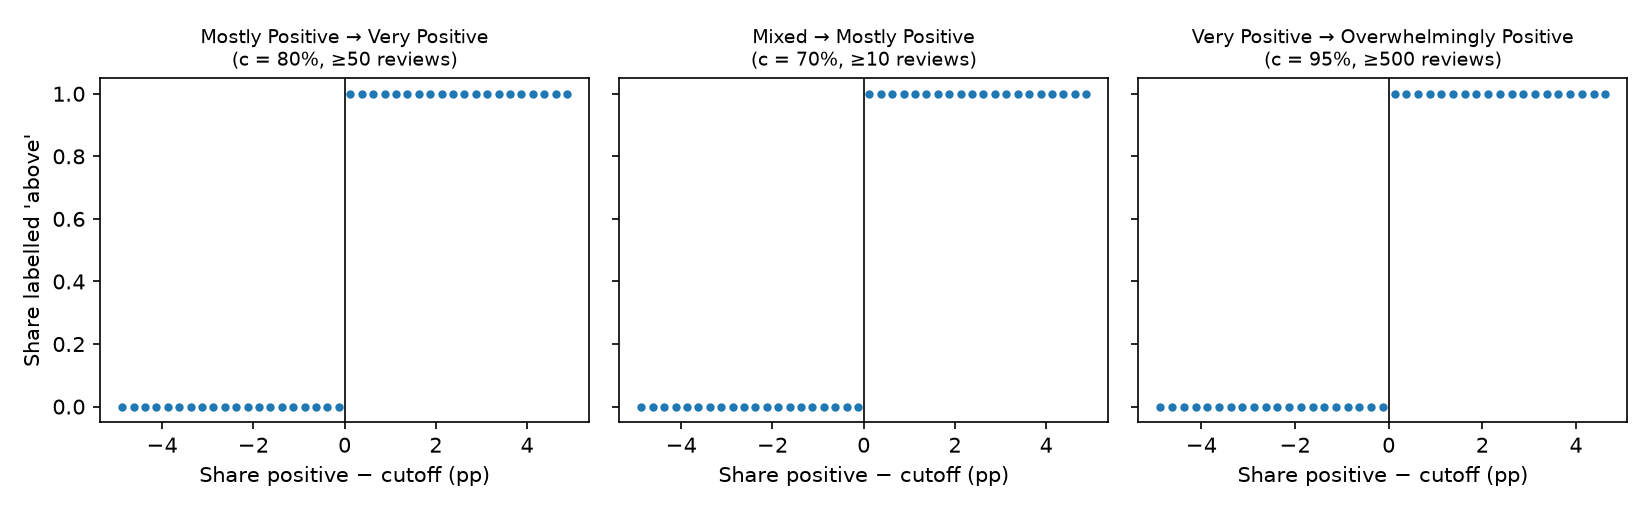 Mostly Positive → Very Positive
(c = 80%, ≥50 reviews)
Mixed → Mostly Positive
(c = 70%, ≥10 reviews)
Very Positive → Overwhelmingly Positive
(c = 95%, ≥500 reviews)
Share labelled 'above'
1.0
0.8
0.6
0.4
0.2
0.0
−4 −2 0 2 4
−4 −2 0 2 4
−4 −2 0 2 4
Share positive − cutoff (pp)
Share positive − cutoff (pp)
Share positive − cutoff (pp)